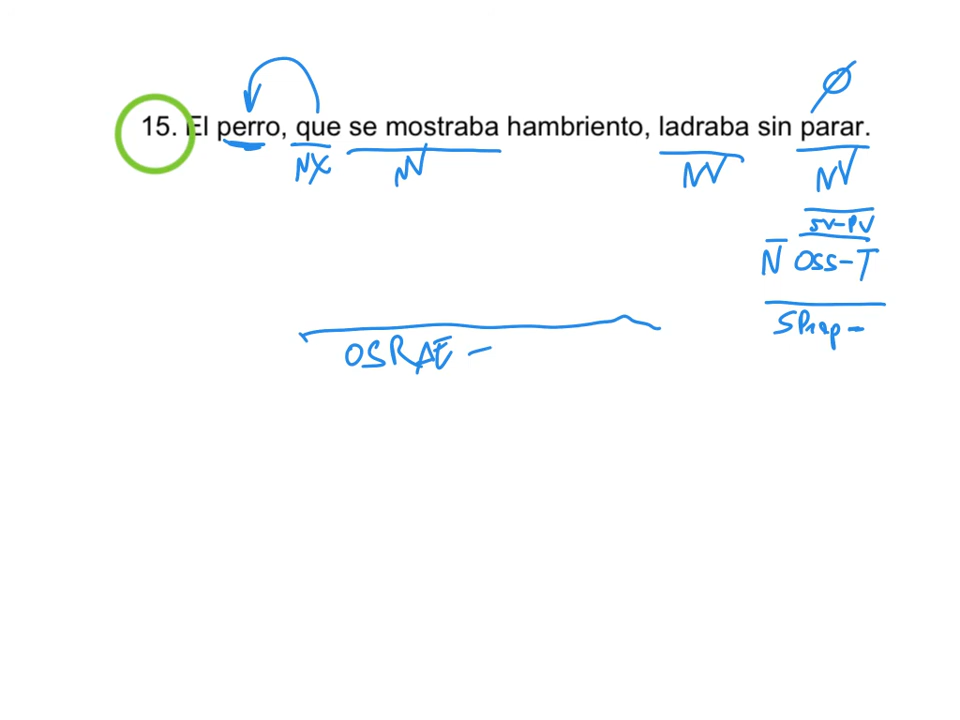 Ø
15. El perro, que se mostraba hambriento, ladraba sin parar.
NX NV NV NV
SV-PV
N OSS-T
SPrep-
OSRAE -